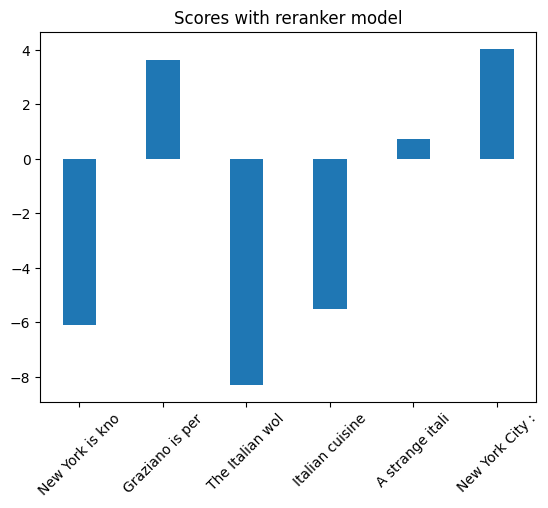 Scores with reranker model
4
2
0
−2
−4
−6
−8
New York is kno
Graziano is per
The Italian wol
Italian cuisine
A strange itali
New York City :